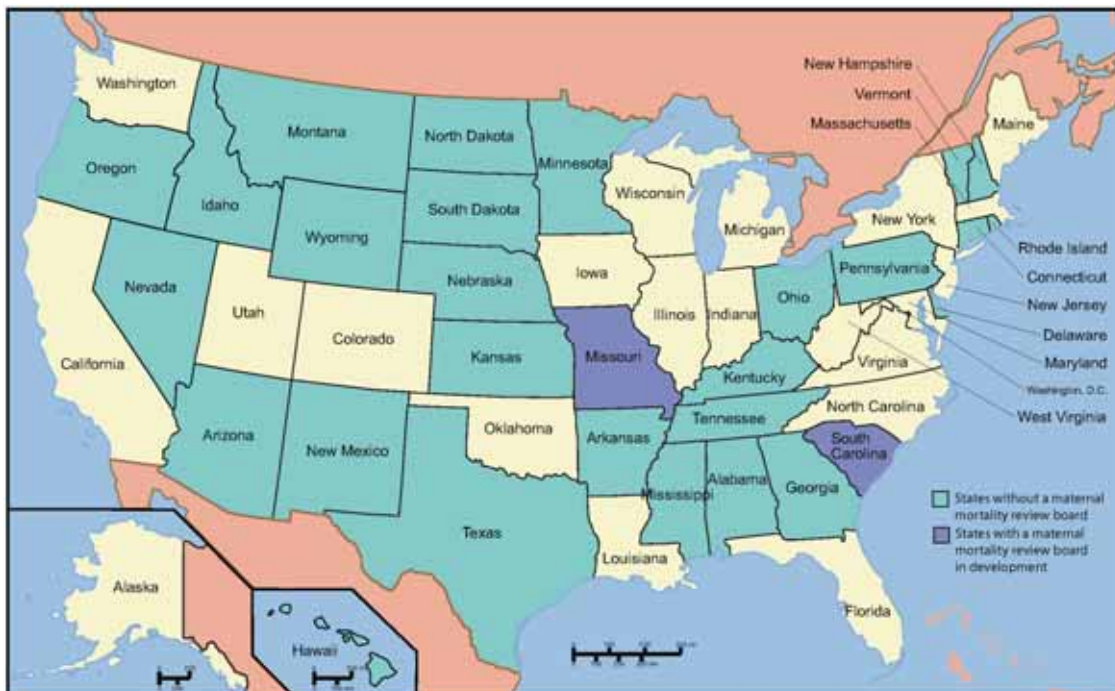 Washington
Montana
North Dakota
Minnesota
New Hampshire
Vermont
Massachusetts
Maine
Oregon
Idaho
Wyoming
South Dakota
Wisconsin
Michigan
New York
Rhode Island
Connecticut
New Jersey
Delaware
Maryland
Washington, D.C.
West Virginia
Nevada
Utah
Colorado
Nebraska
Iowa
Illinois
Indiana
Ohio
Pennsylvania
California
Kansas
Missouri
Kentucky
Virginia
Arizona
New Mexico
Oklahoma
Arkansas
Tennessee
North Carolina
South
Carolina
Texas
Louisiana
Mississippi
Alabama
Georgia
Florida
Alaska
Hawaii
States without a maternal
mortality review board
States with a maternal
mortality review board
in development